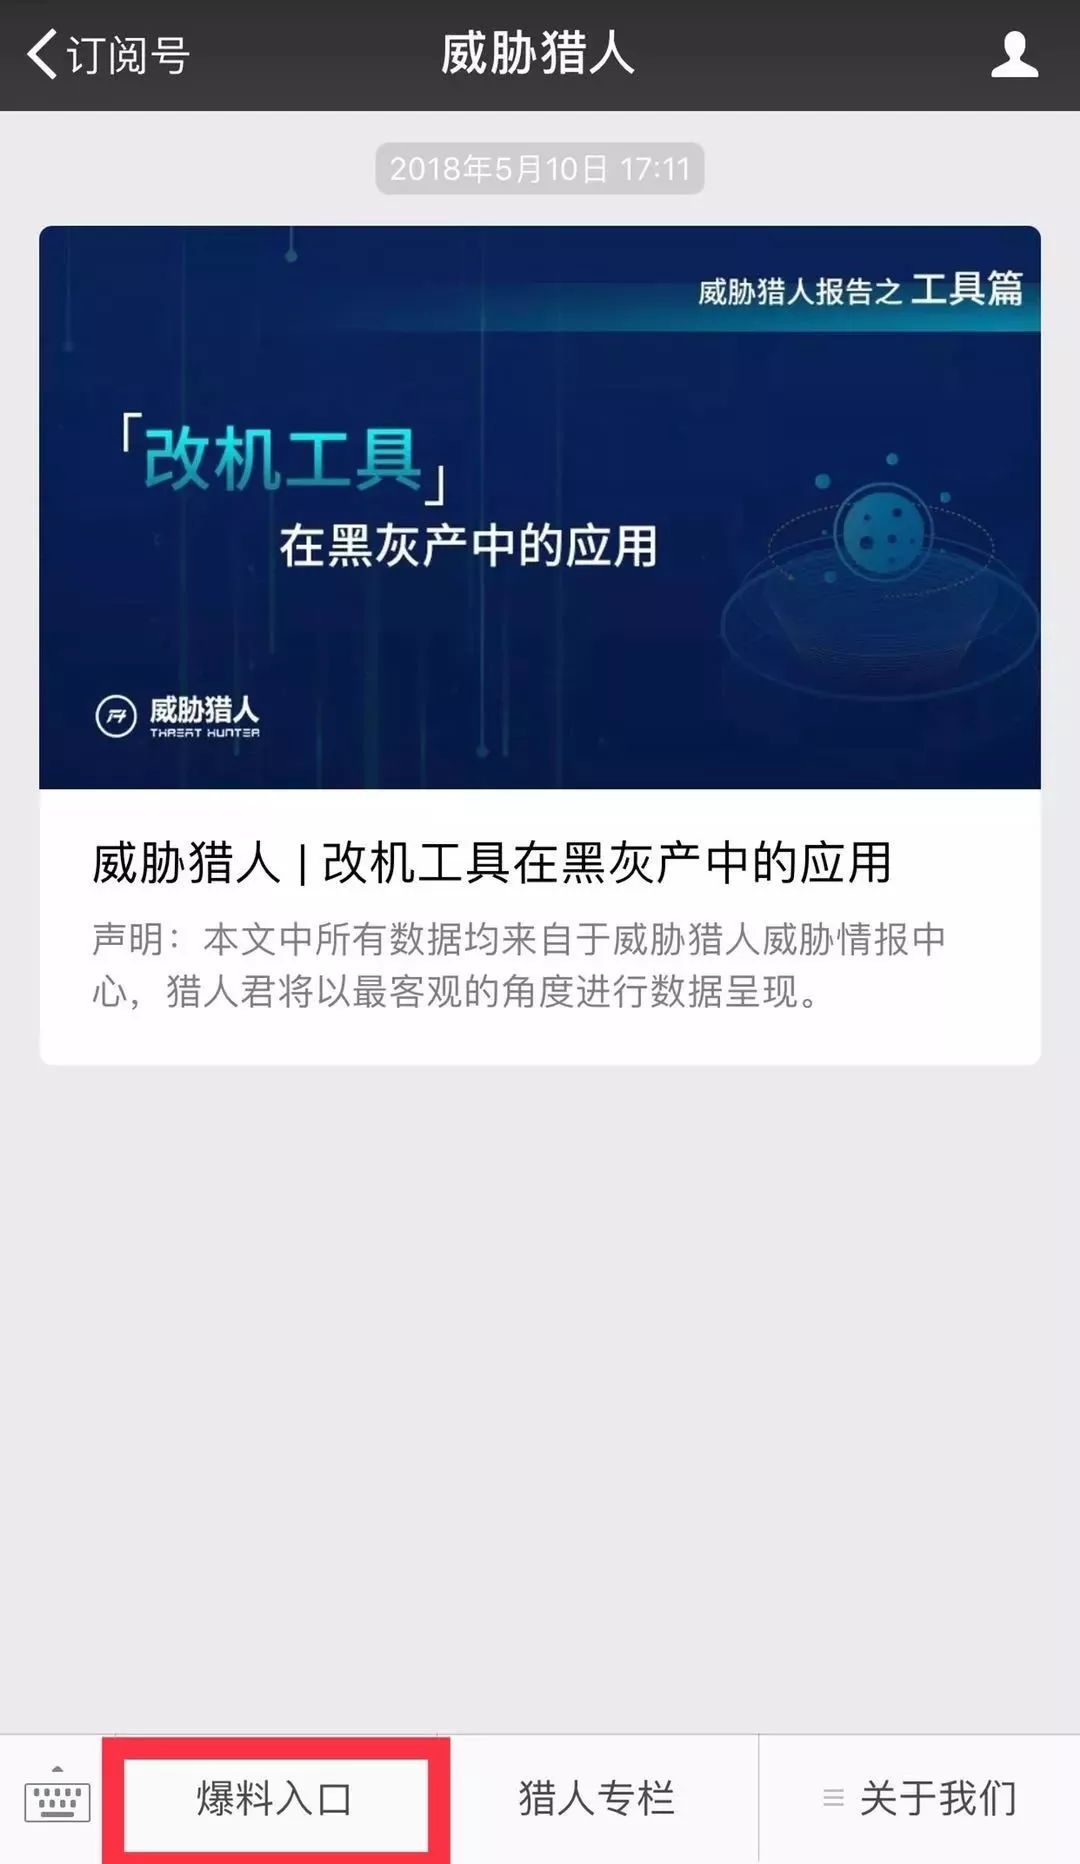 订阅号
威胁猎人
2018年5月10日 17:11
威胁猎人报告之 工具篇
「改机工具」
在黑灰产中的应用
威胁猎人
THREAT HUNTER
威胁猎人 | 改机工具在黑灰产中的应用
声明：本文中所有数据均来自于威胁猎人威胁情报中
心，猎人君将以最客观的角度进行数据呈现。
爆料入口
猎人专栏
关于我们